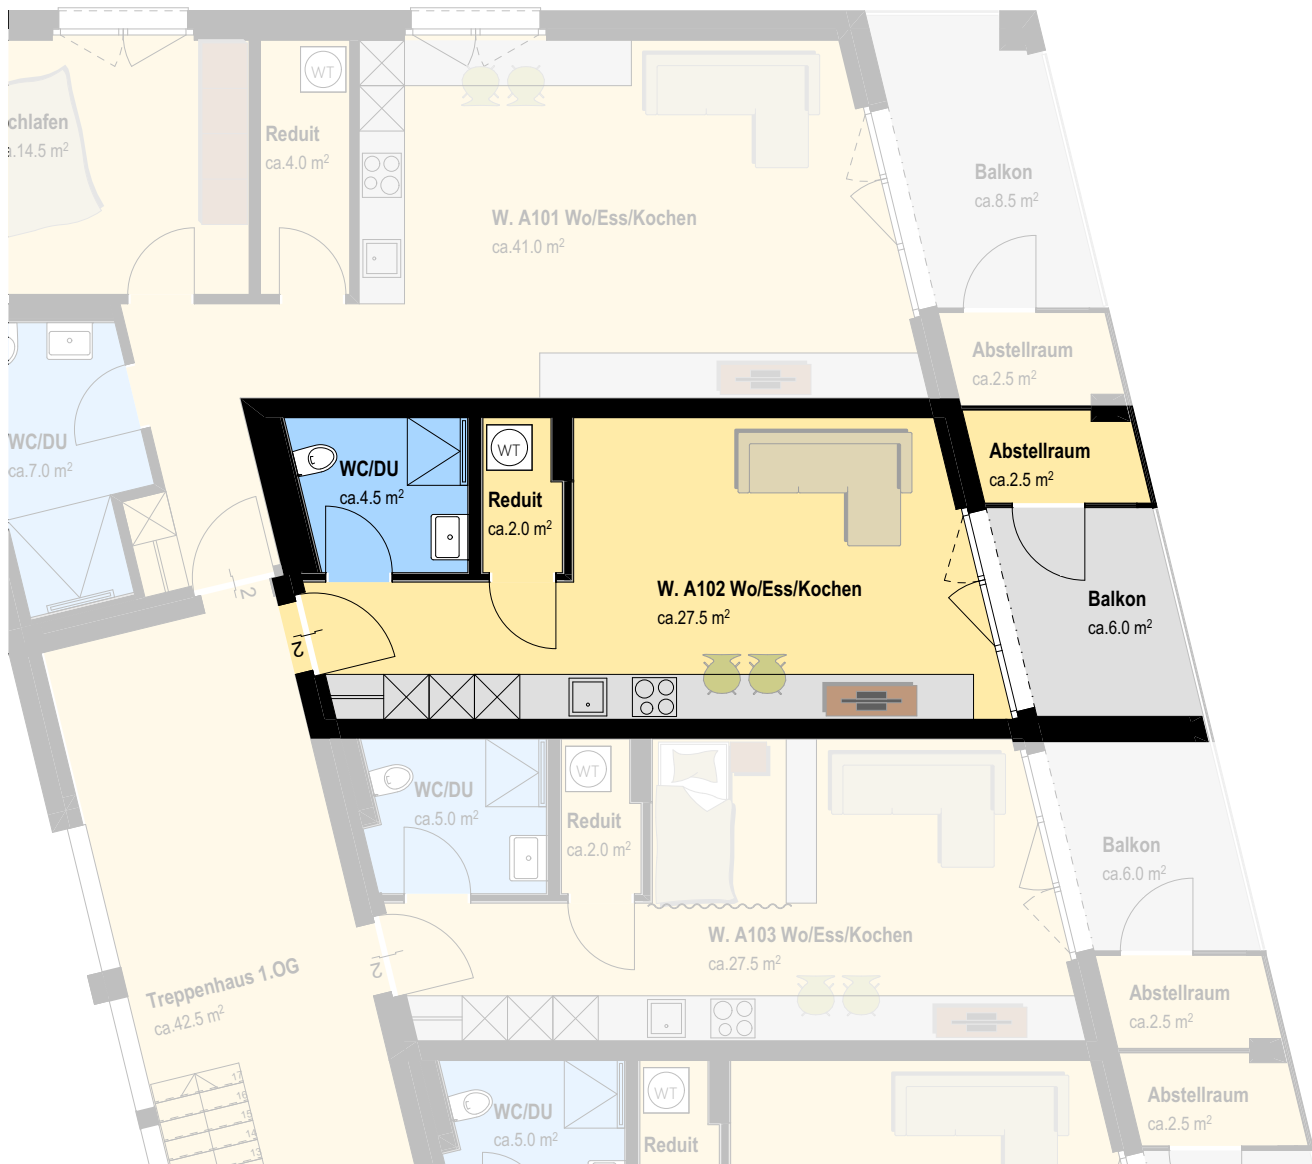 WT
chlafen
a.14.5 m²
Reduit
ca.4.0 m²
Balkon
ca.8.5 m²
W. A101 Wo/Ess/Kochen
ca.41.0 m²
Abstellraum
ca.2.5 m²
WC/DU
ca.7.0 m²
WC/DU
ca.4.5 m²
WT
Reduit
ca.2.0 m²
Abstellraum
ca.2.5 m²
2
W. A102 Wo/Ess/Kochen
ca.27.5 m²
Balkon
ca.6.0 m²
2
WC/DU
ca.5.0 m²
WT
Reduit
ca.2.0 m²
Balkon
ca.6.0 m²
W. A103 Wo/Ess/Kochen
ca.27.5 m²
2
Treppenhaus 1.OG
ca.42.5 m²
Abstellraum
ca.2.5 m²
17
16
15
14
13
WC/DU
ca.5.0 m²
WT
Reduit
Abstellraum
ca.2.5 m²